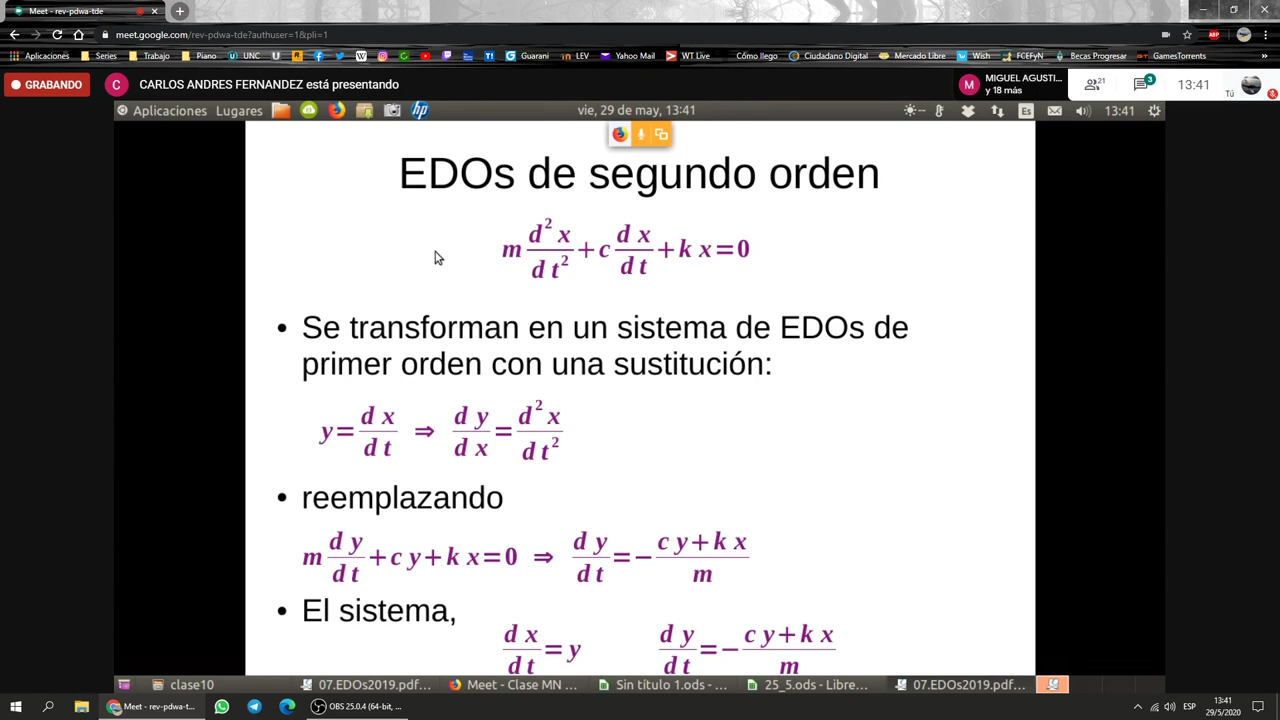 Meet - rev-pdwa-tde
meet.google.com/rev-pdwa-tde?authuser=1&pli=1
Aplicaciones Series Trabajo Piano UNC Guarani LEV Yahoo Mail WT Live Cómo llego Ciudadano Digital Mercado Libre Wish FCEFyN Becas Progresar GamesTorrents
GRABANDO C CARLOS ANDRES FERNANDEZ está presentando M MIGUEL AGUSTI...
y 18 más
21 3 13:41 Tú
Aplicaciones Lugares vie, 29 de may, 13:41 Es 13:41
EDOs de segundo orden
m d²x/dt² + c dx/dt + k x = 0
• Se transforman en un sistema de EDOs de
primer orden con una sustitución:
y = dx/dt ⇒ dy/dx = d²x/dt²
• reemplazando
m dy/dt + c y + k x = 0 ⇒ dy/dt = − (c y + k x)/m
• El sistema,
dx/dt = y dy/dt = − (c y + k x)/m
clase10 07.EDOs2019.pdf... Meet - Clase MN ... Sin título 1.ods - ... 25_5.ods - Libre... 07.EDOs2019.pdf...
Meet - rev-pdwa-t... OBS 25.0.4 (64-bit, ... ESP 13:41
29/5/2020